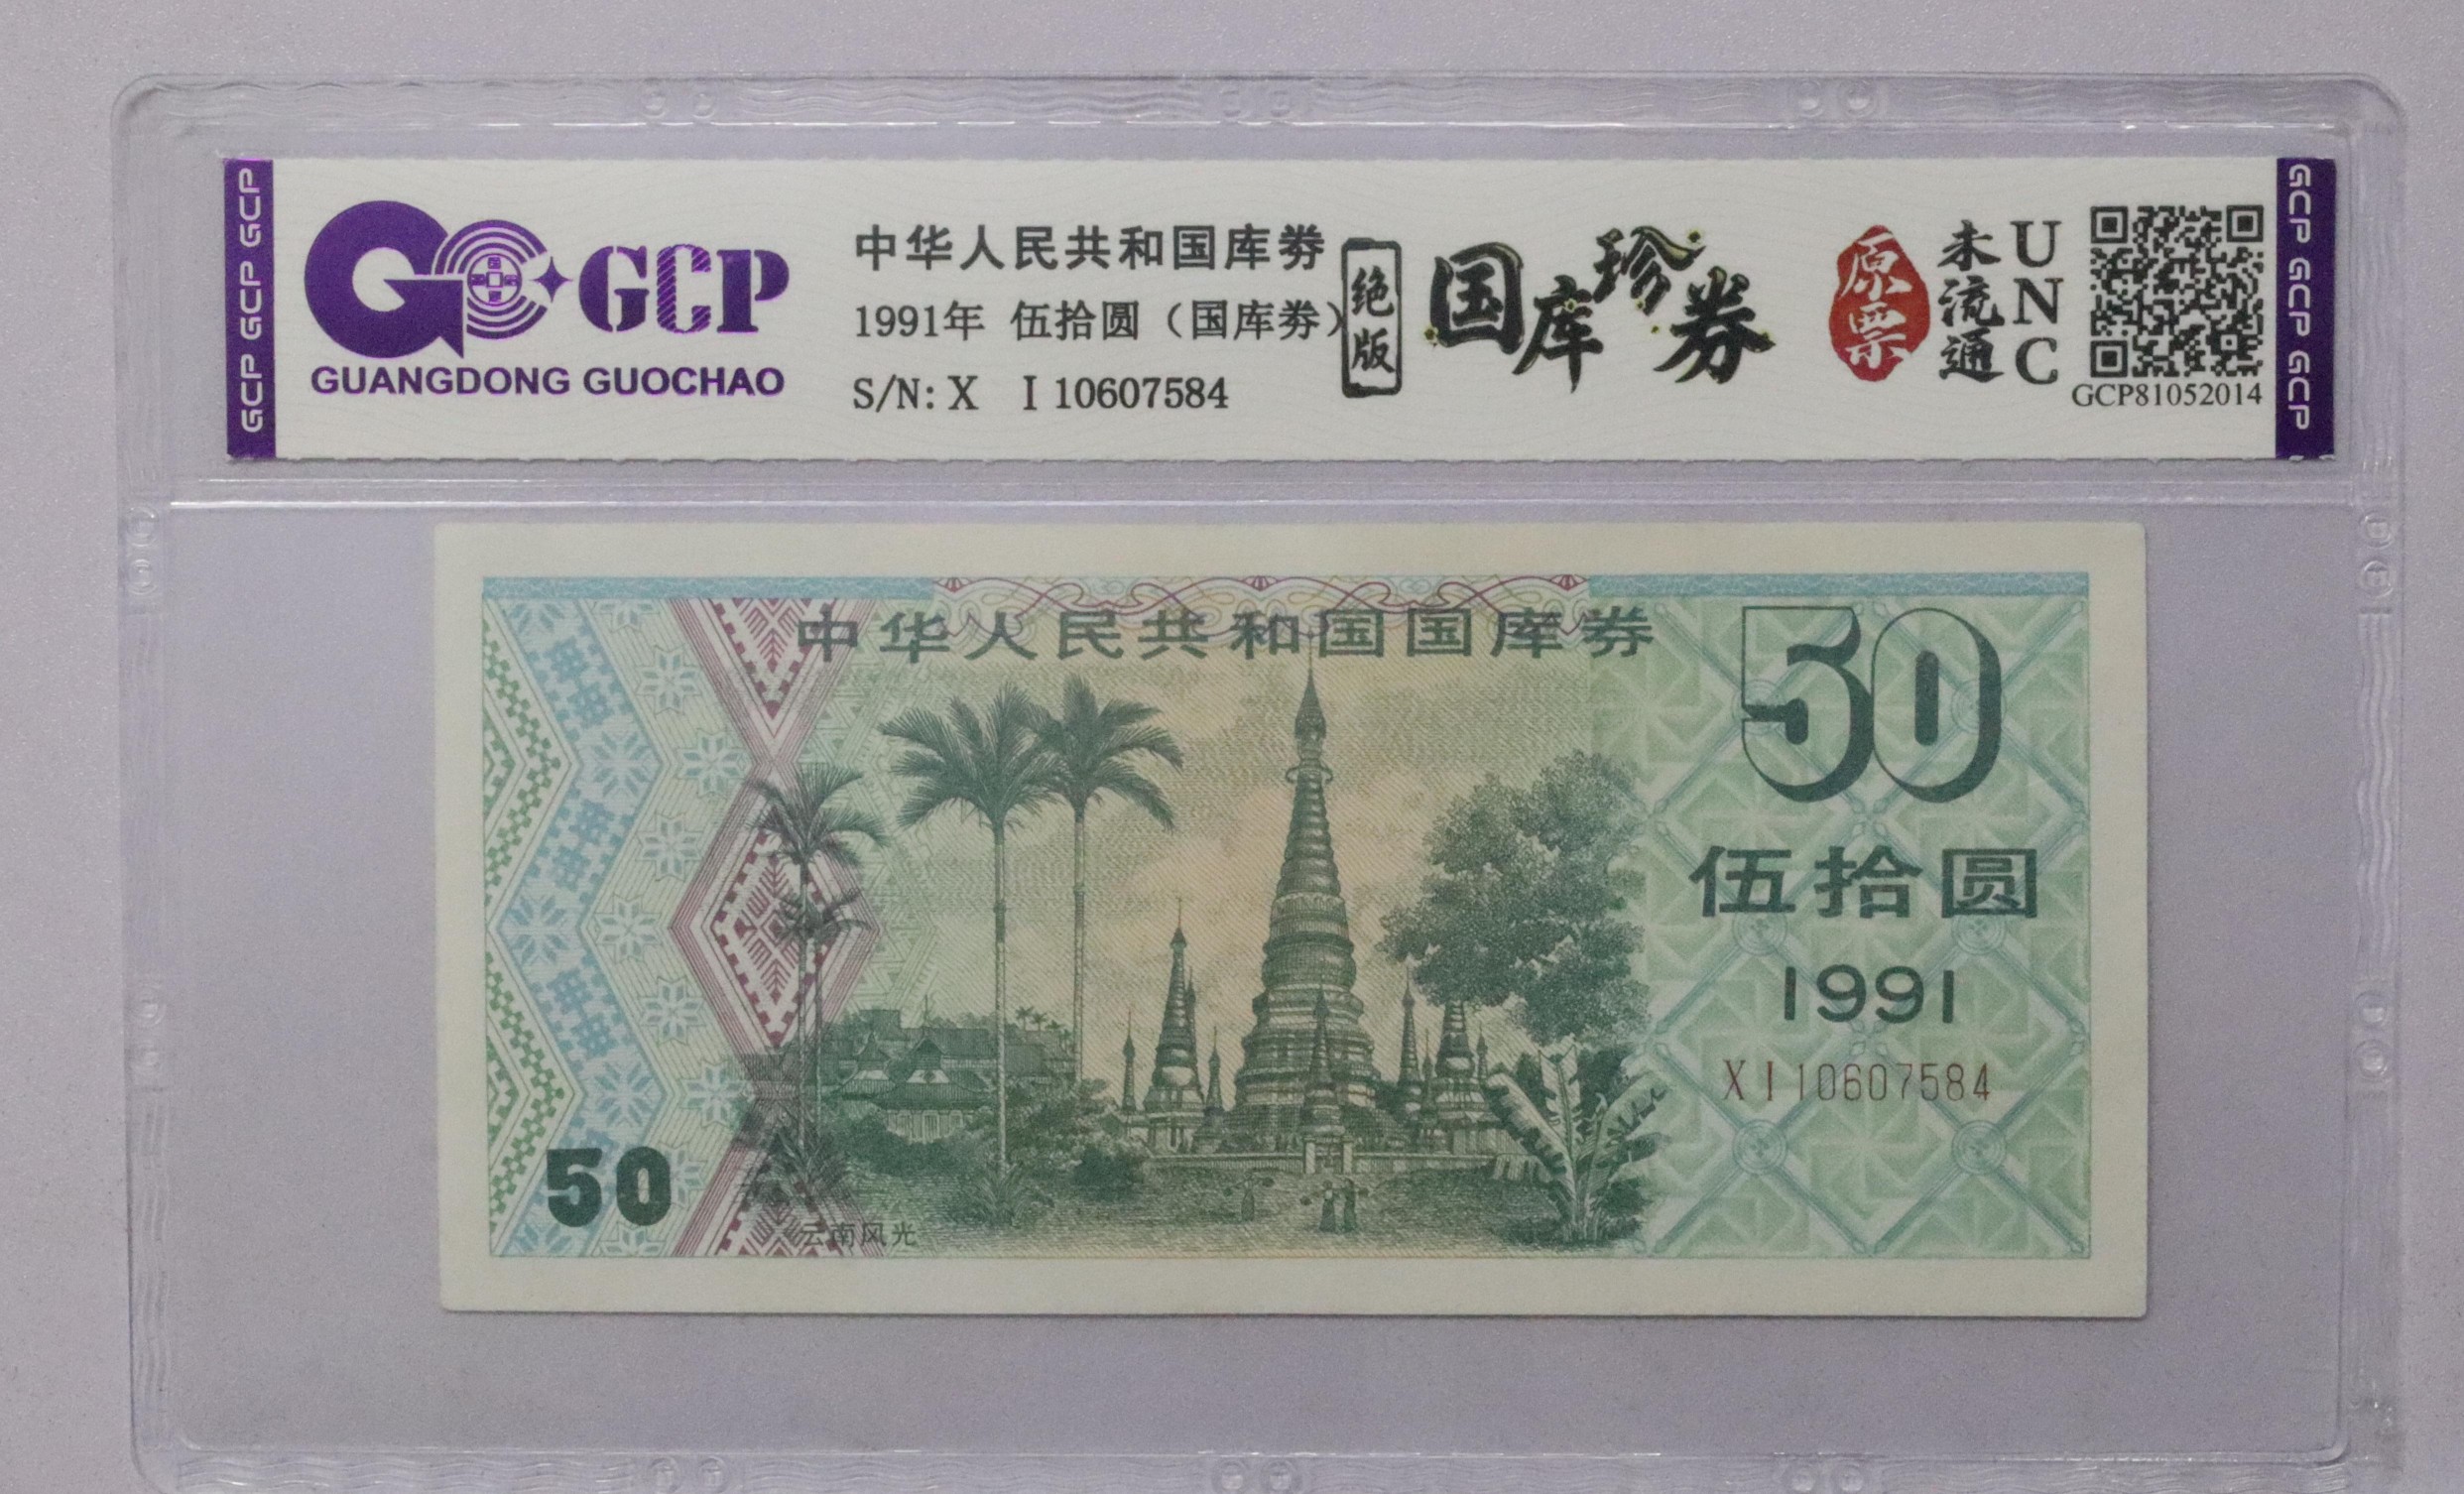 GCP GCP GCP
GCP
GUANGDONG GUOCHAO
中华人民共和国库券
1991年 伍拾圆（国库券）
S/N: X I 10607584
绝版
国库珍券
原票
未流通
UNC
GCP81052014
GCP GCP GCP
中华人民共和国国库券
50
伍拾圆
1991
X I 10607584
50
云南风光